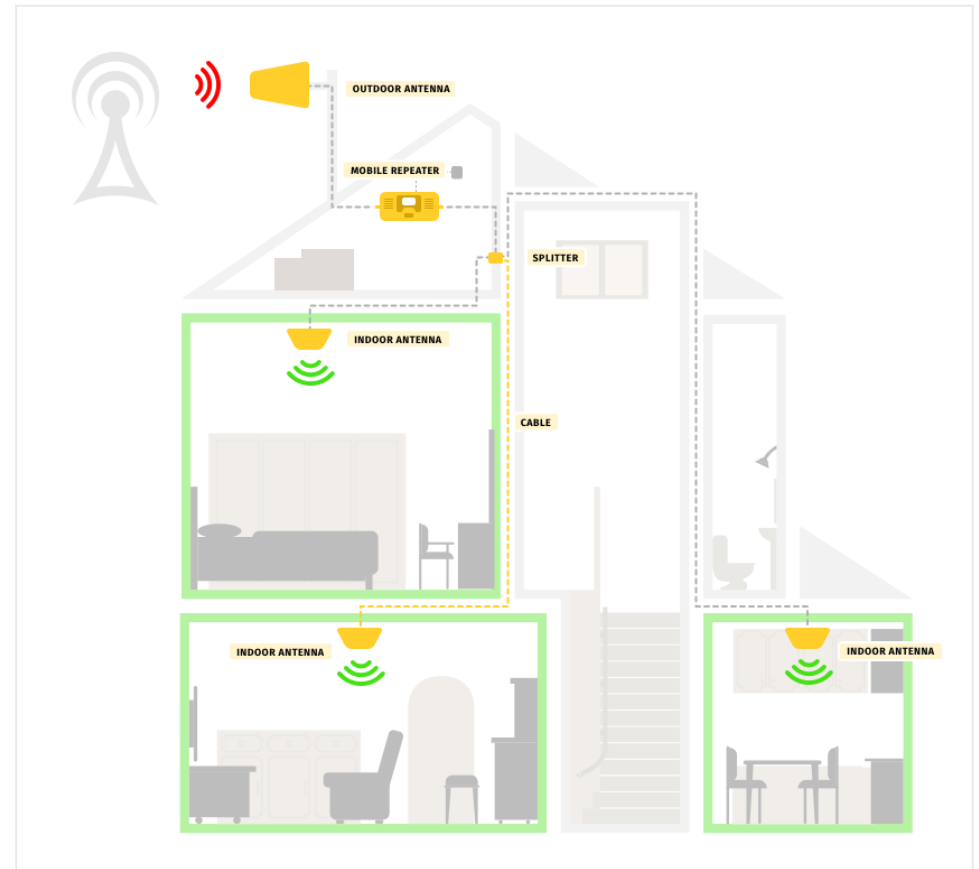 OUTDOOR ANTENNA
MOBILE REPEATER
SPLITTER
INDOOR ANTENNA
CABLE
INDOOR ANTENNA
INDOOR ANTENNA